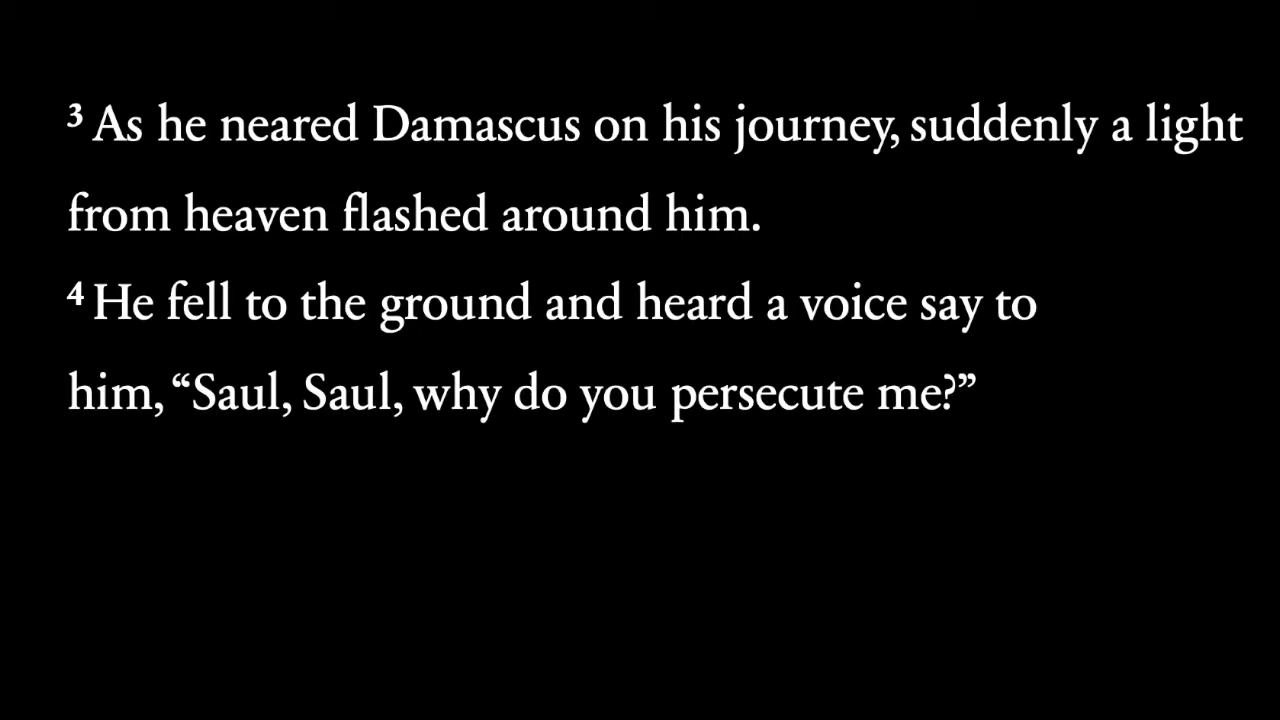 ³ As he neared Damascus on his journey, suddenly a light
from heaven flashed around him.
⁴ He fell to the ground and heard a voice say to
him, “Saul, Saul, why do you persecute me?”